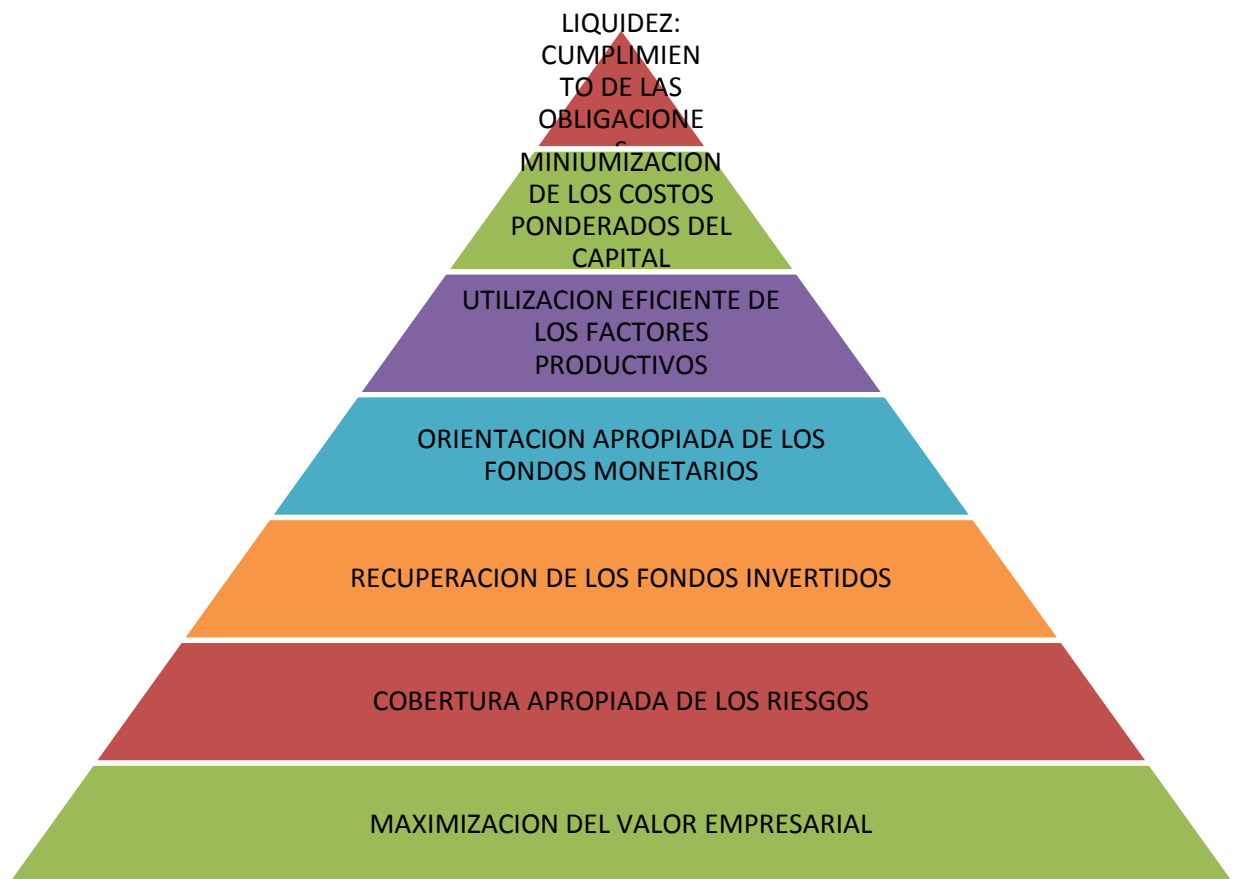 LIQUIDEZ:
CUMPLIMIEN
TO DE LAS
OBLIGACIONE
S
MINIUMIZACION
DE LOS COSTOS
PONDERADOS DEL
CAPITAL
UTILIZACION EFICIENTE DE
LOS FACTORES
PRODUCTIVOS
ORIENTACION APROPIADA DE LOS
FONDOS MONETARIOS
RECUPERACION DE LOS FONDOS INVERTIDOS
COBERTURA APROPIADA DE LOS RIESGOS
MAXIMIZACION DEL VALOR EMPRESARIAL